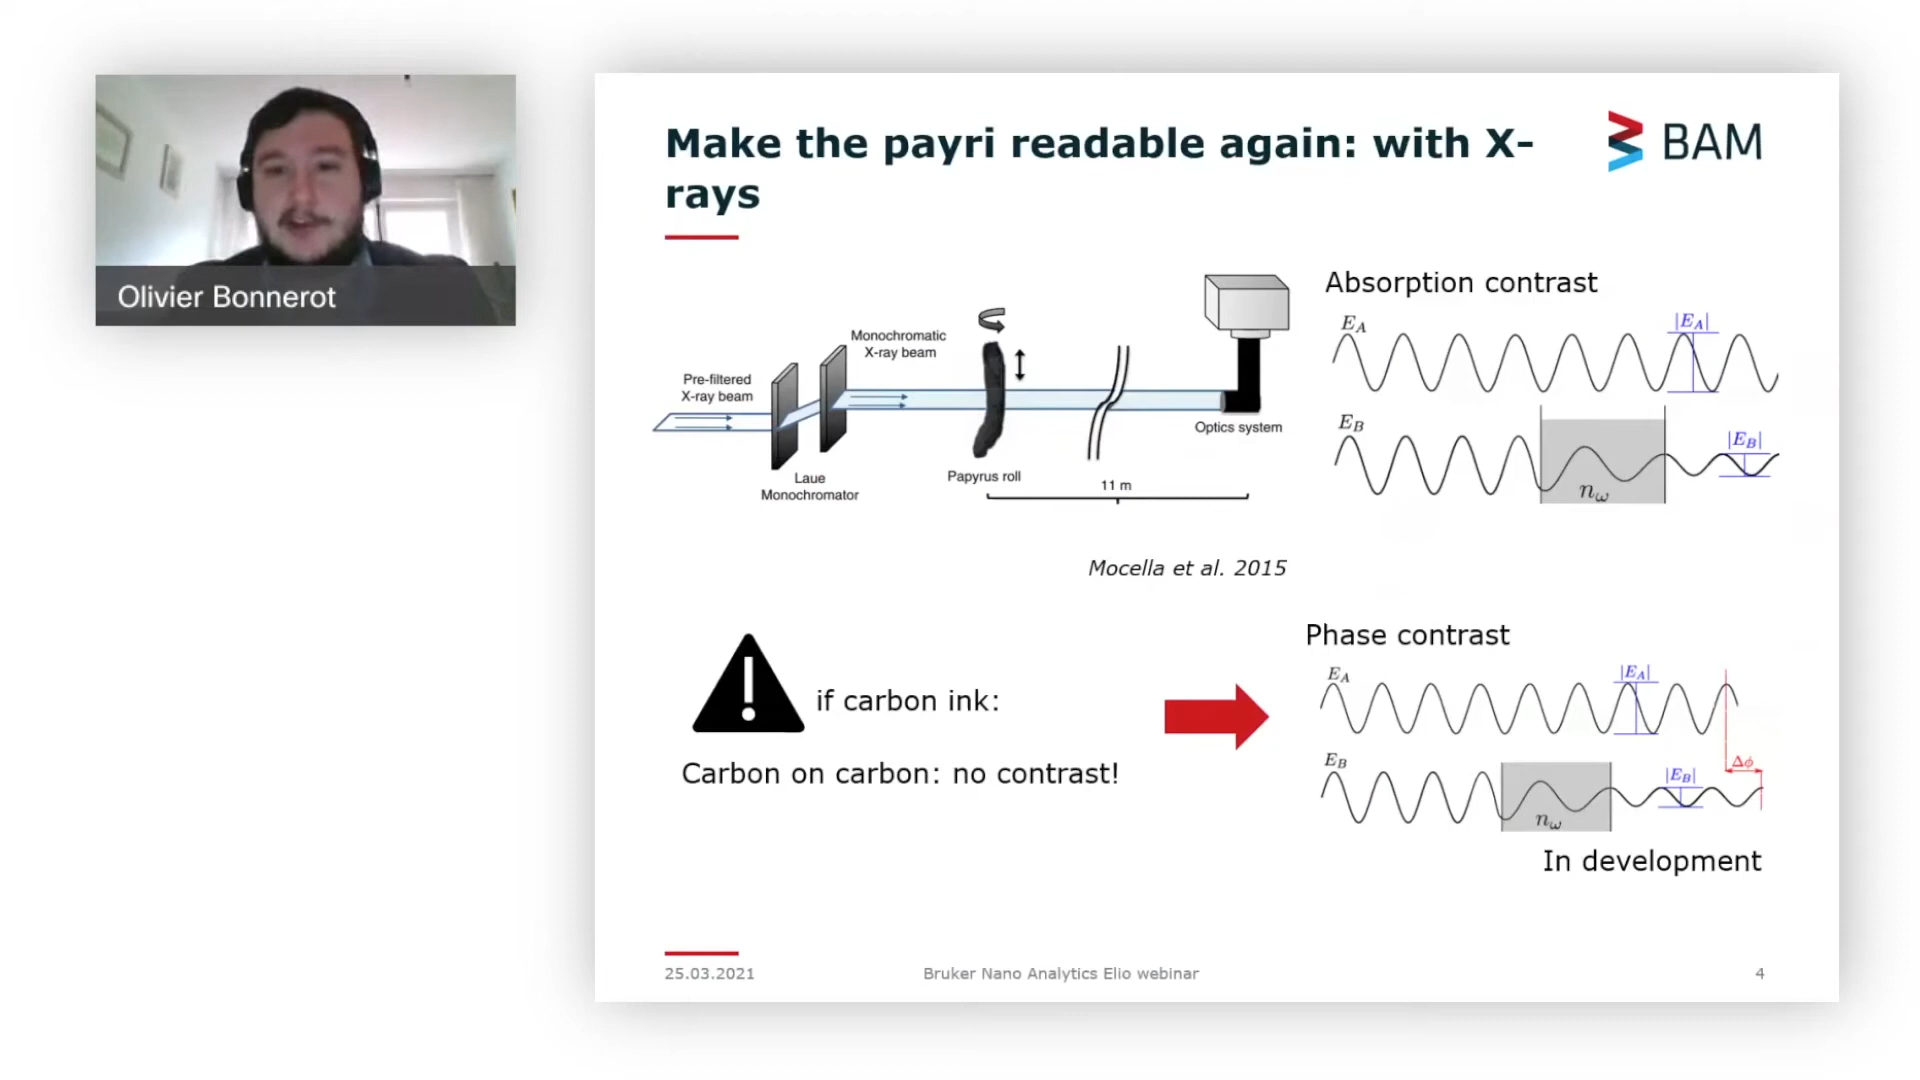 Olivier Bonnerot
Make the payri readable again: with X-
rays
BAM
Pre-filtered
X-ray beam
Monochromatic
X-ray beam
Laue
Monochromator
Papyrus roll
11 m
Optics system
Mocella et al. 2015
Absorption contrast
E_A
|E_A|
E_B
|E_B|
n_ω
if carbon ink:
Carbon on carbon: no contrast!
Phase contrast
E_A
|E_A|
Δϕ
E_B
|E_B|
n_ω
In development
25.03.2021
Bruker Nano Analytics Elio webinar
4